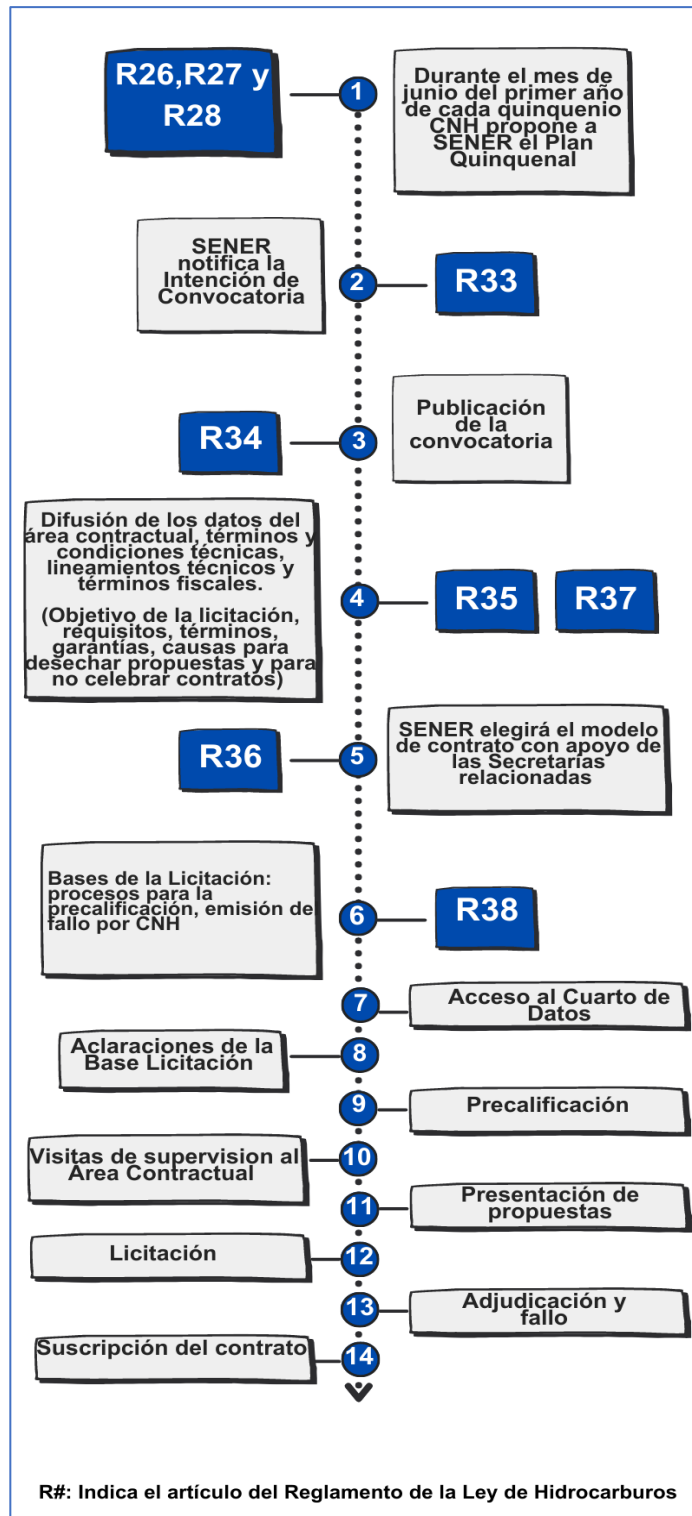 R26,R27 y
R28
1
Durante el mes de
junio del primer año
de cada quinquenio
CNH propone a
SENER el Plan
Quinquenal
SENER
notifica la
Intención de
Convocatoria
2
R33
R34
3
Publicación
de la
convocatoria
Difusión de los datos del
área contractual, términos y
condiciones técnicas,
lineamientos técnicos y
términos fiscales.
(Objetivo de la licitación,
requisitos, términos,
garantías, causas para
desechar propuestas y para
no celebrar contratos)
4
R35
R37
R36
5
SENER elegirá el modelo
de contrato con apoyo de
las Secretarías
relacionadas
Bases de la Licitación:
procesos para la
precalificación, emisión de
fallo por CNH
6
R38
7
Acceso al Cuarto de
Datos
Aclaraciones de la
Base Licitación
8
9
Precalificación
Visitas de supervision al
Área Contractual
10
11
Presentación de
propuestas
Licitación
12
13
Adjudicación y
fallo
Suscripción del contrato
14
R#: Indica el artículo del Reglamento de la Ley de Hidrocarburos